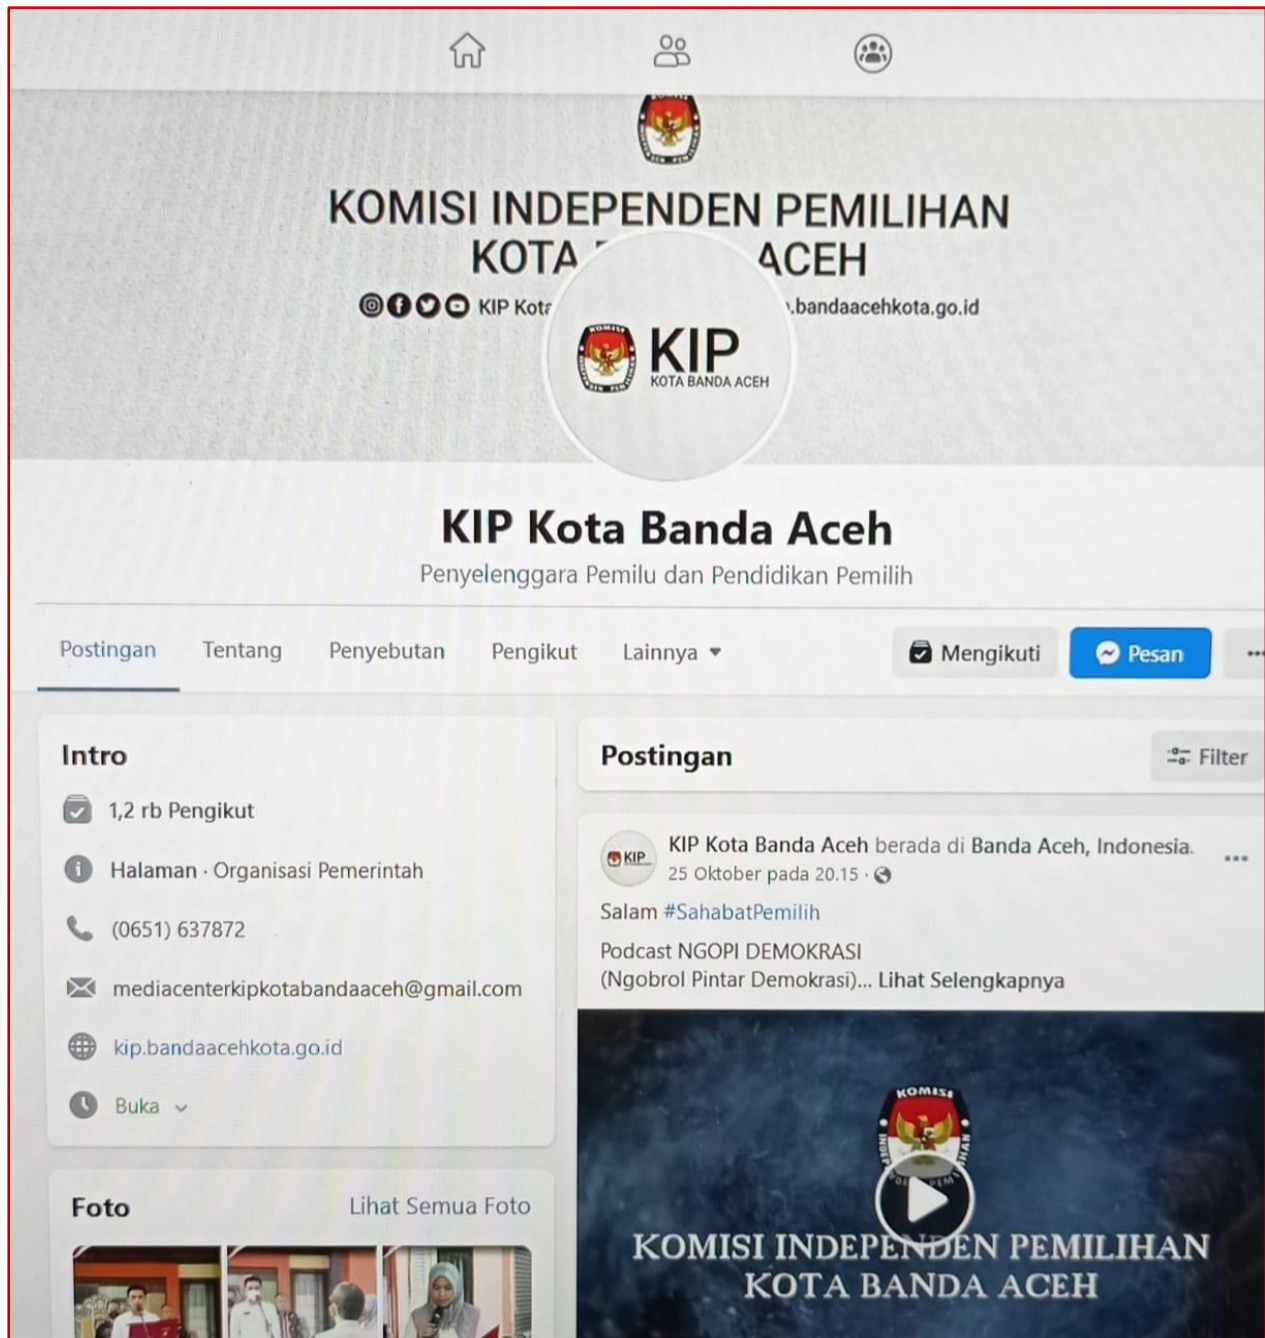 KOMISI INDEPENDEN PEMILIHAN
KOTA ACEH
KIP Kota .bandaacehkota.go.id
KOMISI
KIP
KOTA BANDA ACEH
KIP Kota Banda Aceh
Penyelenggara Pemilu dan Pendidikan Pemilih
Postingan Tentang Penyebutan Pengikut Lainnya Mengikuti Pesan
Intro
1,2 rb Pengikut
Halaman · Organisasi Pemerintah
(0651) 637872
mediacenterkipkotabandaaceh@gmail.com
kip.bandaacehkota.go.id
Buka
Foto Lihat Semua Foto
Postingan Filter
KIP
KIP Kota Banda Aceh berada di Banda Aceh, Indonesia.
25 Oktober pada 20.15 ·
Salam #SahabatPemilih
Podcast NGOPI DEMOKRASI
(Ngobrol Pintar Demokrasi)... Lihat Selengkapnya
KOMISI
KOMISI INDEPENDEN PEMILIHAN
KOTA BANDA ACEH